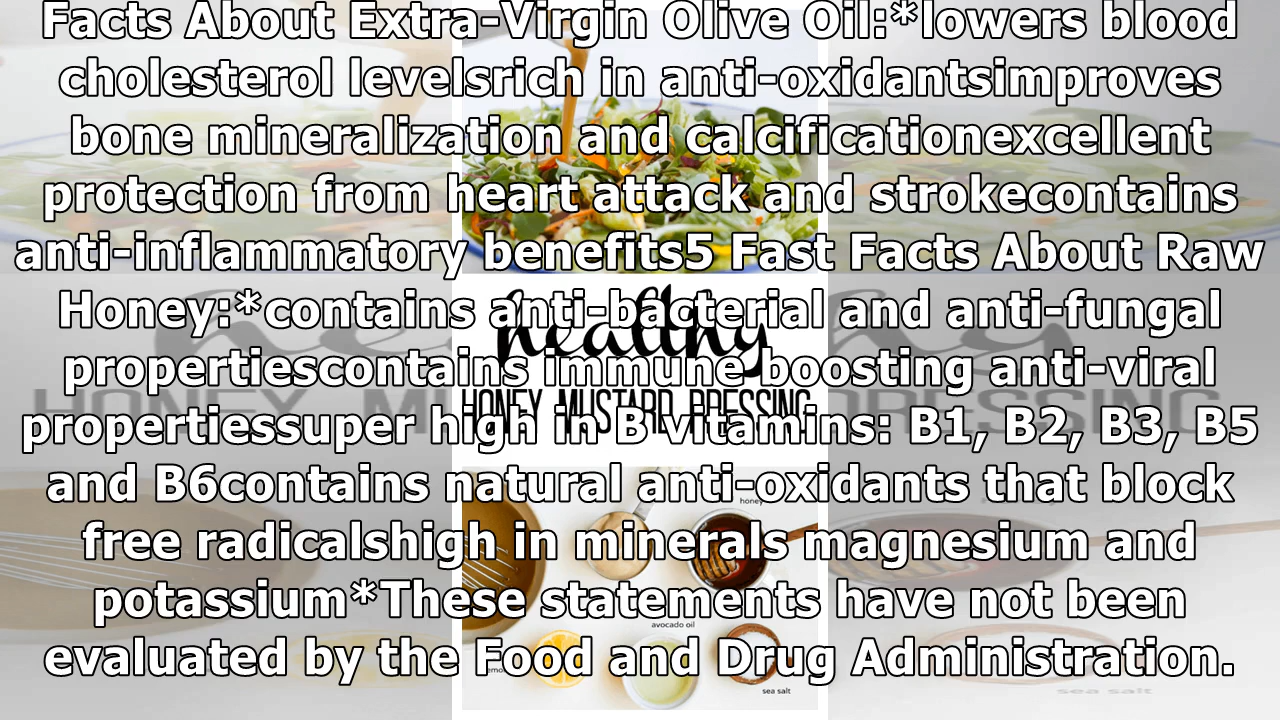 Facts About Extra-Virgin Olive Oil:*lowers blood
cholesterol levelsrich in anti-oxidantsimproves
bone mineralization and calcificationexcellent
protection from heart attack and strokecontains
anti-inflammatory benefits5 Fast Facts About Raw
Honey:*contains anti-bacterial and anti-fungal
propertiescontains immune boosting anti-viral
propertiessuper high in B vitamins: B1, B2, B3, B5
and B6contains natural anti-oxidants that block
free radicalshigh in minerals magnesium and
potassium*These statements have not been
evaluated by the Food and Drug Administration.
healthy
HONEY MUSTARD DRESSING
honey
avocado oil
sea salt
sea salt